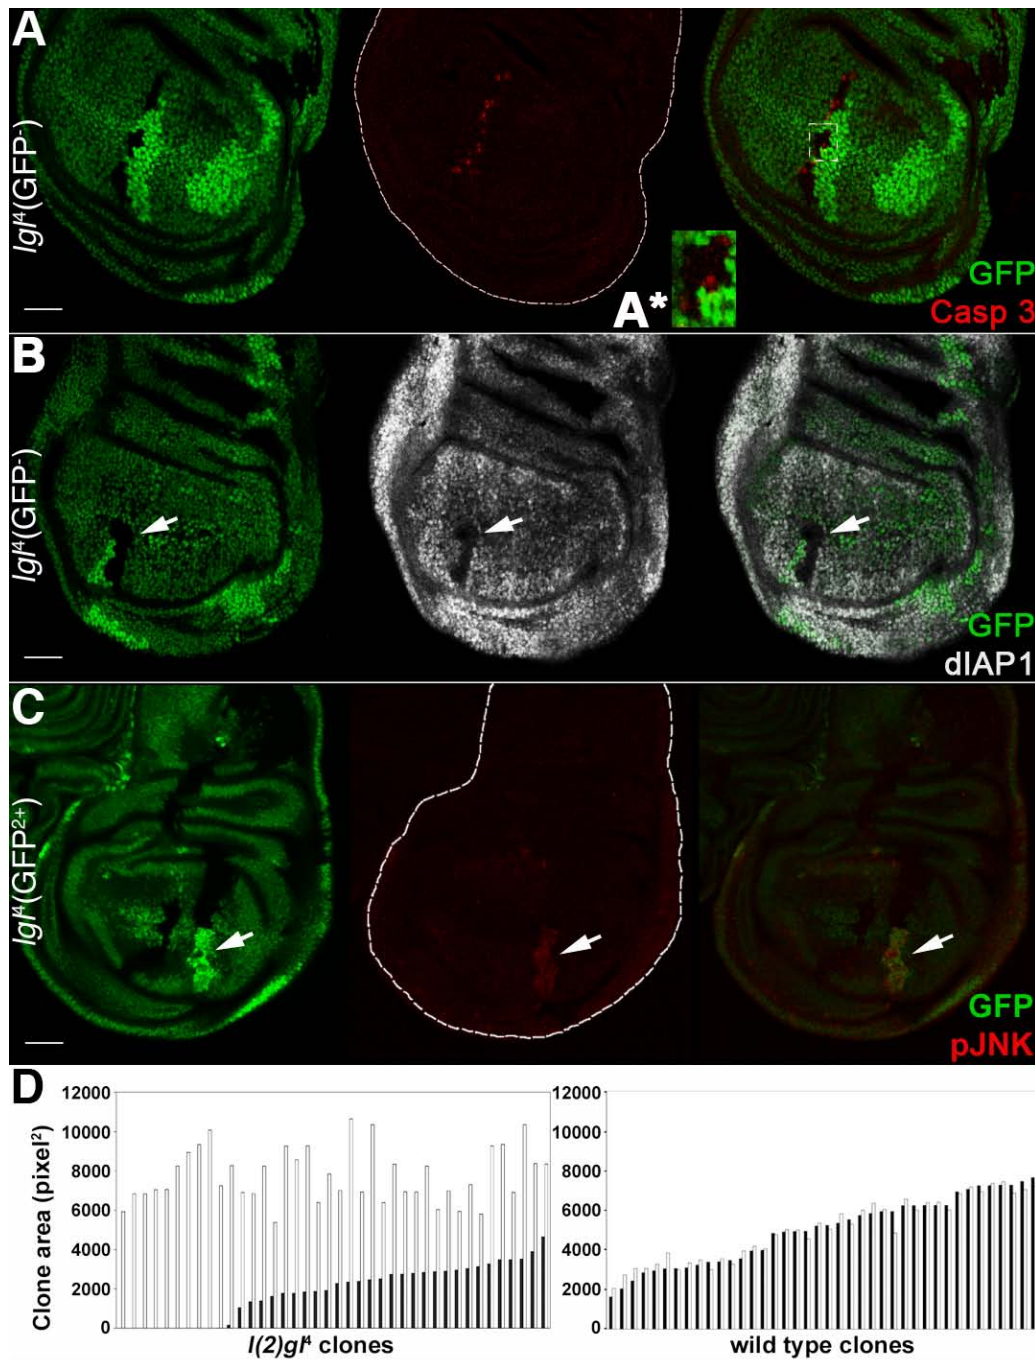 A
lgl⁴(GFP⁻)
A*
GFP
Casp 3
B
lgl⁴(GFP⁻)
GFP
dIAP1
C
lgl⁴(GFP²⁺)
GFP
pJNK
D
Clone area (pixel²)
12000
10000
8000
6000
4000
2000
0
l(2)gl⁴ clones
12000
10000
8000
6000
4000
2000
0
wild type clones